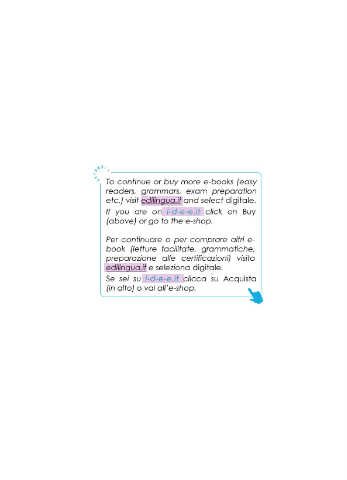 To continue or buy more e-books (easy
readers, grammars, exam preparation
etc.) visit edilingua.it and select digitale.
If you are on i-d-e-e.it click on Buy
(above) or go to the e-shop.
Per continuare o per comprare altri e-
book (letture facilitate, grammatiche,
preparazione alle certificazioni) visita
edilingua.it e seleziona digitale.
Se sei su i-d-e-e.it clicca su Acquista
(in alto) o vai all'e-shop.